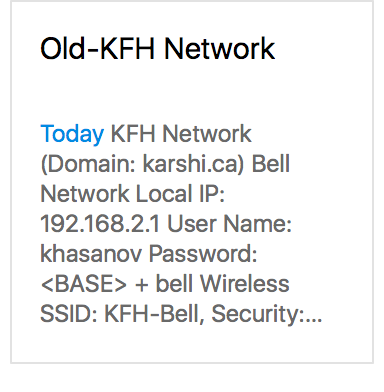 Old-KFH Network
Today KFH Network
(Domain: karshi.ca) Bell
Network Local IP:
192.168.2.1 User Name:
khasanov Password:
<BASE> + bell Wireless
SSID: KFH-Bell, Security:...